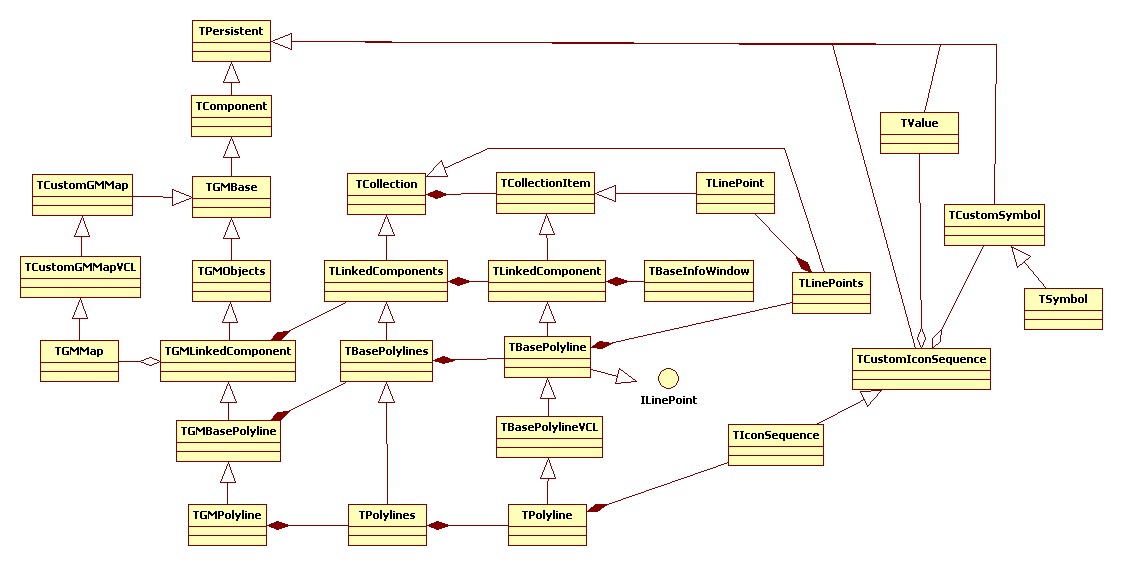 TPersistent
TComponent
TValue
TCustomGMMap
TGMBase
TCollection
TCollectionItem
TLinePoint
TCustomSymbol
TCustomGMMapVCL
TGMObjects
TLinkedComponents
TLinkedComponent
TBaseInfoWindow
TLinePoints
TSymbol
TGMMap
TGMLinkedComponent
TBasePolylines
TBasePolyline
TCustomIconSequence
ILinePoint
TGMBasePolyline
TBasePolylineVCL
TIconSequence
TGMPolyline
TPolylines
TPolyline